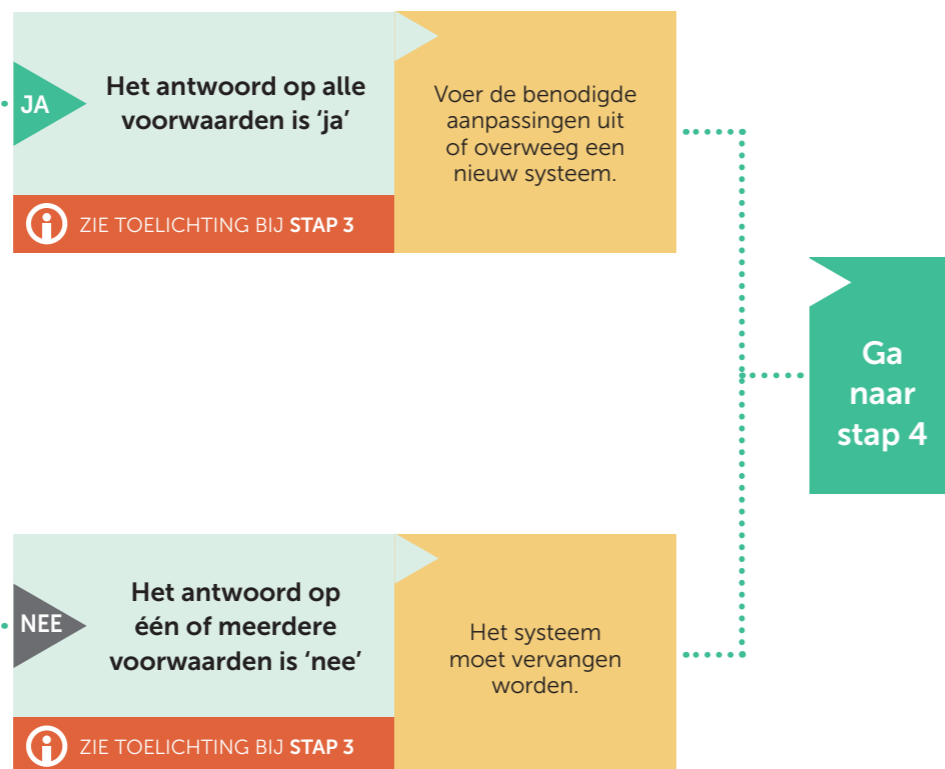 JA
Het antwoord op alle
voorwaarden is ‘ja’
ZIE TOELICHTING BIJ STAP 3
Voer de benodigde
aanpassingen uit
of overweeg een
nieuw systeem.
Ga
naar
stap 4
NEE
Het antwoord op
één of meerdere
voorwaarden is ‘nee’
ZIE TOELICHTING BIJ STAP 3
Het systeem
moet vervangen
worden.